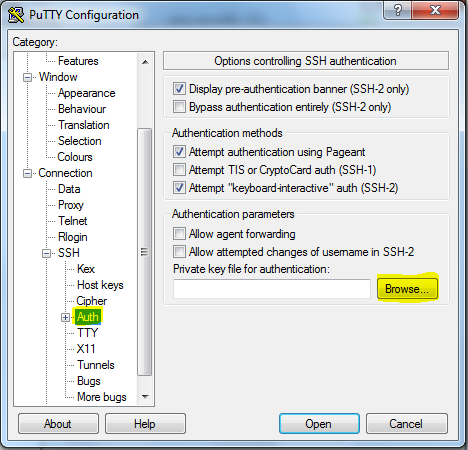 PuTTY Configuration
?
Category:
Features
Window
Appearance
Behaviour
Translation
Selection
Colours
Connection
Data
Proxy
Telnet
Rlogin
SSH
Kex
Host keys
Cipher
Auth
TTY
X11
Tunnels
Bugs
More bugs
Options controlling SSH authentication
Display pre-authentication banner (SSH-2 only)
Bypass authentication entirely (SSH-2 only)
Authentication methods
Attempt authentication using Pageant
Attempt TIS or CryptoCard auth (SSH-1)
Attempt "keyboard-interactive" auth (SSH-2)
Authentication parameters
Allow agent forwarding
Allow attempted changes of username in SSH-2
Private key file for authentication:
Browse...
About
Help
Open
Cancel